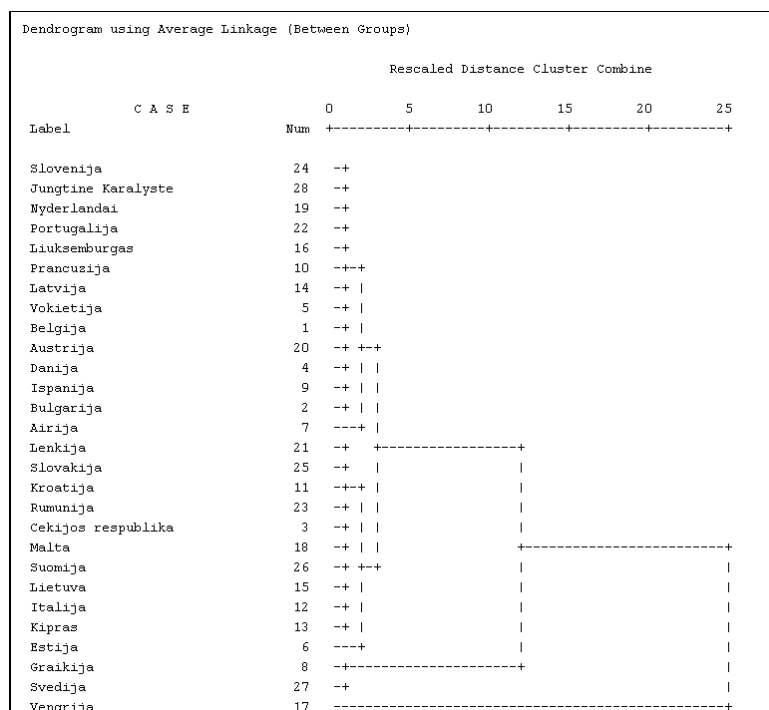 Dendrogram using Average Linkage (Between Groups)
Rescaled Distance Cluster Combine
C A S E 0 5 10 15 20 25
Label Num +---------+---------+---------+---------+---------+
Slovenija 24 -+
Jungtine Karalyste 28 -+
Nyderlandai 19 -+
Portugalija 22 -+
Liuksemburgas 16 -+
Prancuzija 10 -+-+
Latvija 14 -+ |
Vokietija 5 -+ |
Belgija 1 -+ |
Austrija 20 -+ +-+
Danija 4 -+ | |
Ispanija 9 -+ | |
Bulgarija 2 -+ | |
Airija 7 ---+ |
Lenkija 21 -+ +-----------------+
Slovakija 25 -+ | |
Kroatija 11 -+-+ | |
Rumunija 23 -+ | | |
Cekijos respublika 3 -+ | | |
Malta 18 -+ | | +-------------------------+
Suomija 26 -+ +-+ | |
Lietuva 15 -+ | | |
Italija 12 -+ | | |
Kipras 13 -+ | | |
Estija 6 ---+ | |
Graikija 8 -+---------------------+ |
Svedija 27 -+ |
Vengrija 17 -------------------------------------------------+